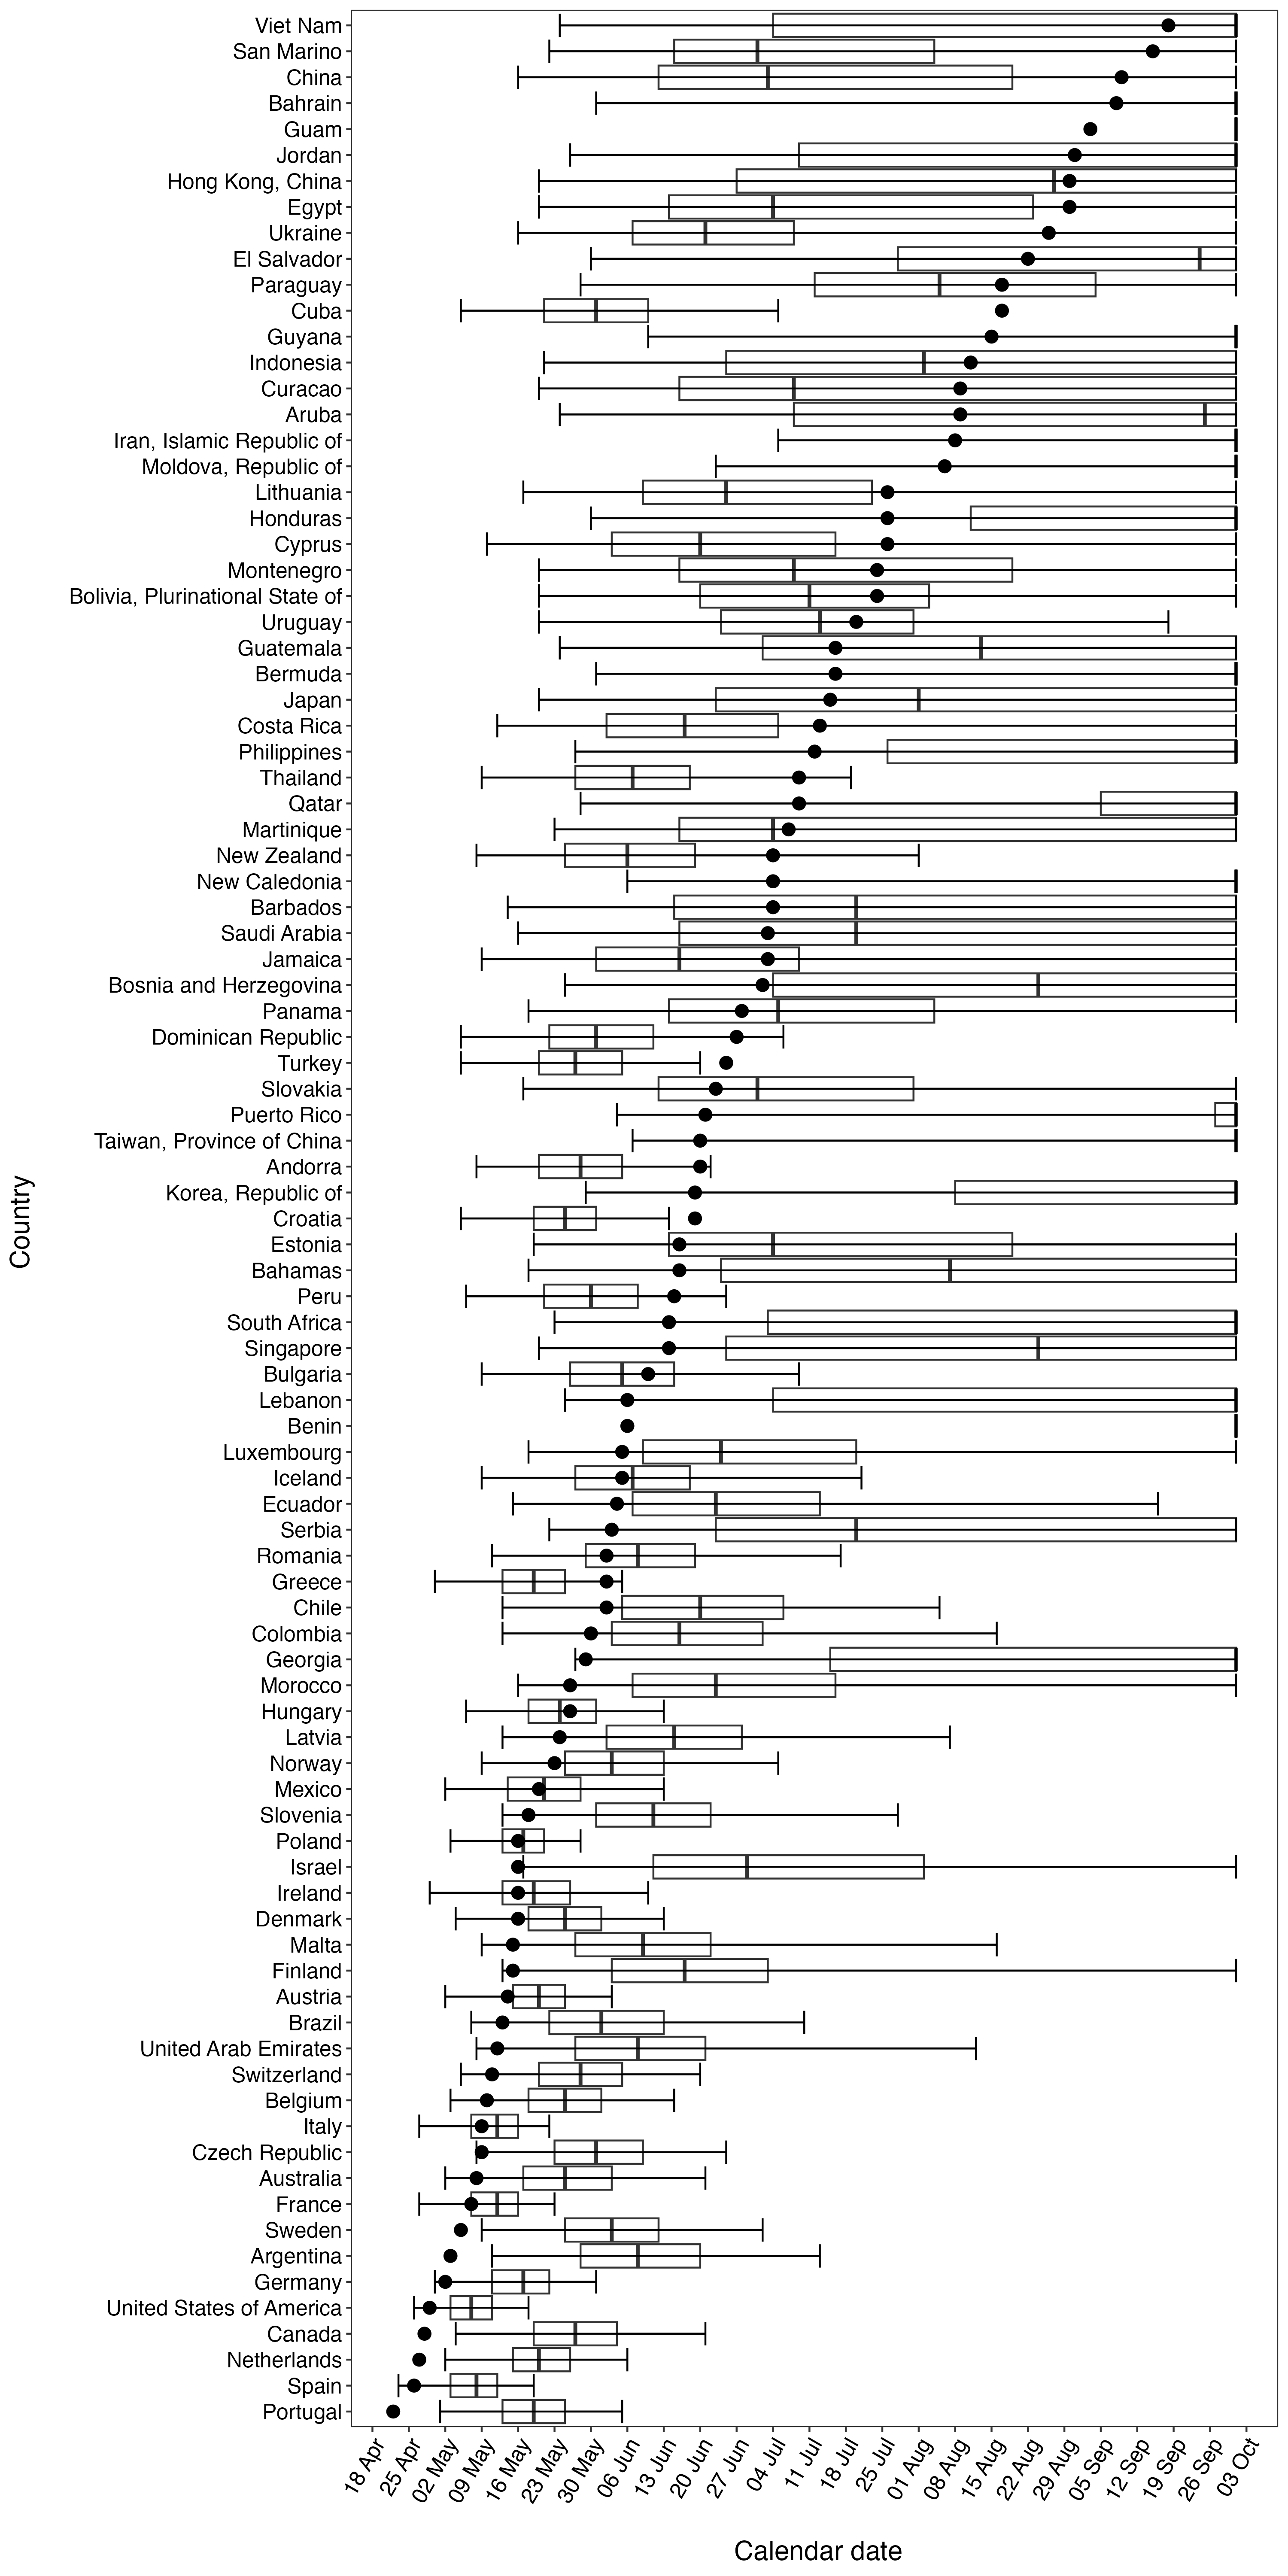 Viet Nam
San Marino
China
Bahrain
Guam
Jordan
Hong Kong, China
Egypt
Ukraine
El Salvador
Paraguay
Cuba
Guyana
Indonesia
Curacao
Aruba
Iran, Islamic Republic of
Moldova, Republic of
Lithuania
Honduras
Cyprus
Montenegro
Bolivia, Plurinational State of
Uruguay
Guatemala
Bermuda
Japan
Costa Rica
Philippines
Thailand
Qatar
Martinique
New Zealand
New Caledonia
Barbados
Saudi Arabia
Jamaica
Bosnia and Herzegovina
Panama
Dominican Republic
Turkey
Slovakia
Puerto Rico
Taiwan, Province of China
Andorra
Korea, Republic of
Croatia
Estonia
Bahamas
Peru
South Africa
Singapore
Bulgaria
Lebanon
Benin
Luxembourg
Iceland
Ecuador
Serbia
Romania
Greece
Chile
Colombia
Georgia
Morocco
Hungary
Latvia
Norway
Mexico
Slovenia
Poland
Israel
Ireland
Denmark
Malta
Finland
Austria
Brazil
United Arab Emirates
Switzerland
Belgium
Italy
Czech Republic
Australia
France
Sweden
Argentina
Germany
United States of America
Canada
Netherlands
Spain
Portugal
Country
18 Apr
25 Apr
02 May
09 May
16 May
23 May
30 May
06 Jun
13 Jun
20 Jun
27 Jun
04 Jul
11 Jul
18 Jul
25 Jul
01 Aug
08 Aug
15 Aug
22 Aug
29 Aug
05 Sep
12 Sep
19 Sep
26 Sep
03 Oct
Calendar date